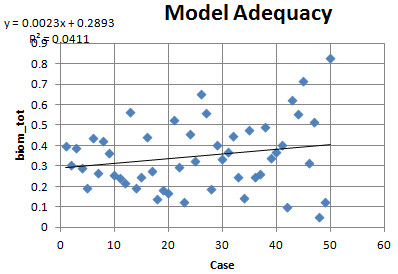 Model Adequacy
y = 0.0023x + 0.2893
R² = 0.0411
0.9
0.8
0.7
0.6
0.5
0.4
0.3
0.2
0.1
0
biom_tot
0 10 20 30 40 50 60
Case